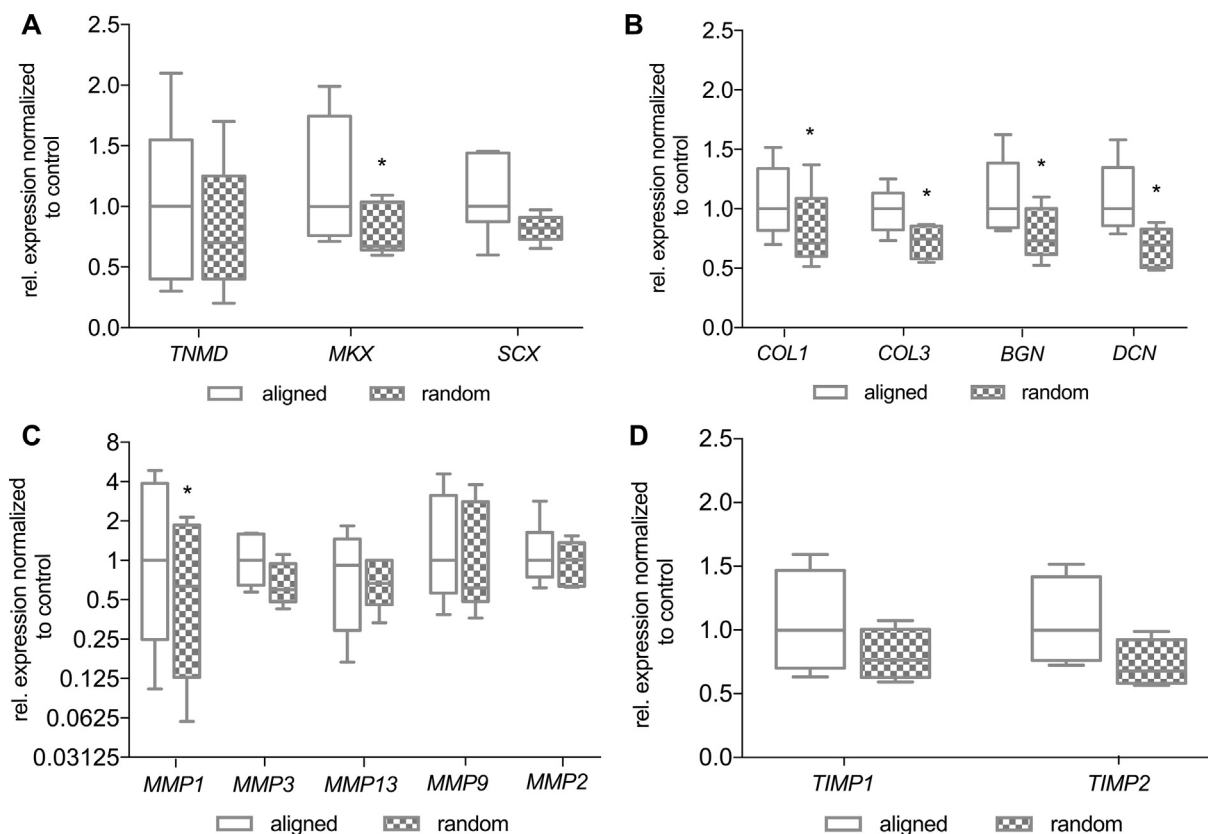 A
rel. expression normalized
to control
2.5
2.0
1.5
1.0
0.5
0.0
*
TNMD MKX SCX
aligned random
B
rel. expression normalized
to control
2.5
2.0
1.5
1.0
0.5
0.0
* * * *
COL1 COL3 BGN DCN
aligned random
C
rel. expression normalized
to control
8
4
2
1
0.5
0.25
0.125
0.0625
0.03125
*
MMP1 MMP3 MMP13 MMP9 MMP2
aligned random
D
rel. expression normalized
to control
2.5
2.0
1.5
1.0
0.5
0.0
TIMP1 TIMP2
aligned random